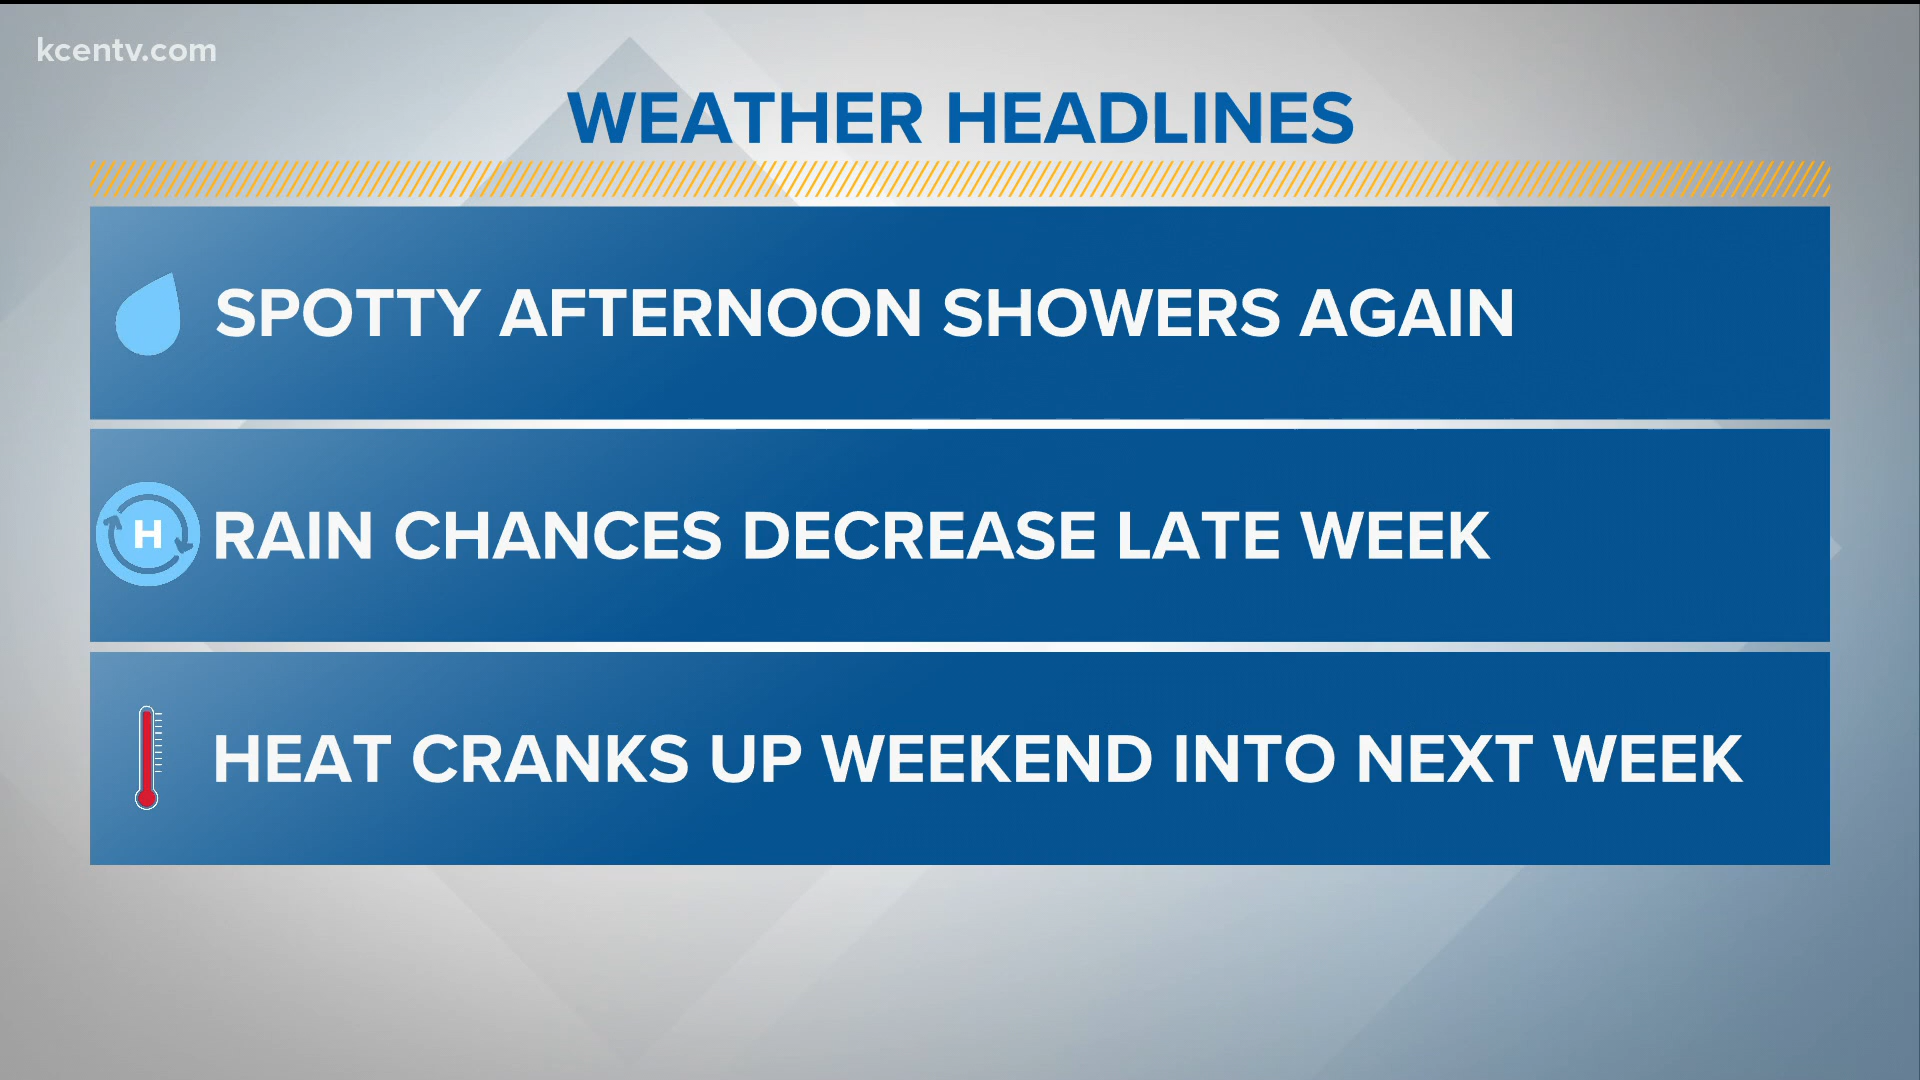 kcentv.com
WEATHER HEADLINES
SPOTTY AFTERNOON SHOWERS AGAIN
H
RAIN CHANCES DECREASE LATE WEEK
HEAT CRANKS UP WEEKEND INTO NEXT WEEK